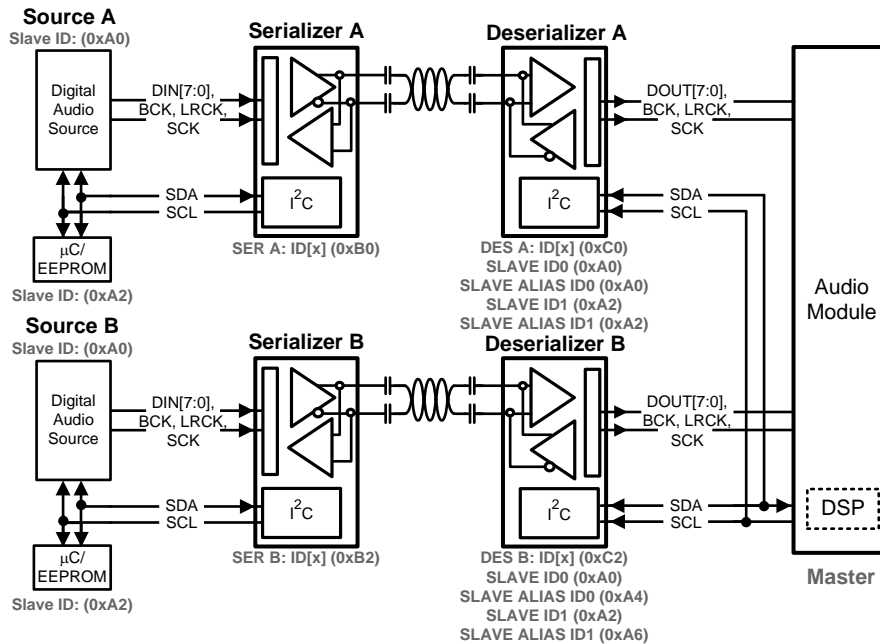 Source A
Slave ID: (0xA0)
Digital
Audio
Source
DIN[7:0],
BCK, LRCK,
SCK
SDA
SCL
µC/
EEPROM
Slave ID: (0xA2)
Serializer A
I²C
SER A: ID[x] (0xB0)
Deserializer A
I²C
DES A: ID[x] (0xC0)
SLAVE ID0 (0xA0)
SLAVE ALIAS ID0 (0xA0)
SLAVE ID1 (0xA2)
SLAVE ALIAS ID1 (0xA2)
DOUT[7:0],
BCK, LRCK,
SCK
SDA
SCL
Audio
Module
Source B
Slave ID: (0xA0)
Digital
Audio
Source
DIN[7:0],
BCK, LRCK,
SCK
SDA
SCL
µC/
EEPROM
Slave ID: (0xA2)
Serializer B
I²C
SER B: ID[x] (0xB2)
Deserializer B
I²C
DES B: ID[x] (0xC2)
SLAVE ID0 (0xA0)
SLAVE ALIAS ID0 (0xA4)
SLAVE ID1 (0xA2)
SLAVE ALIAS ID1 (0xA6)
DOUT[7:0],
BCK, LRCK,
SCK
SDA
SCL
DSP
Master